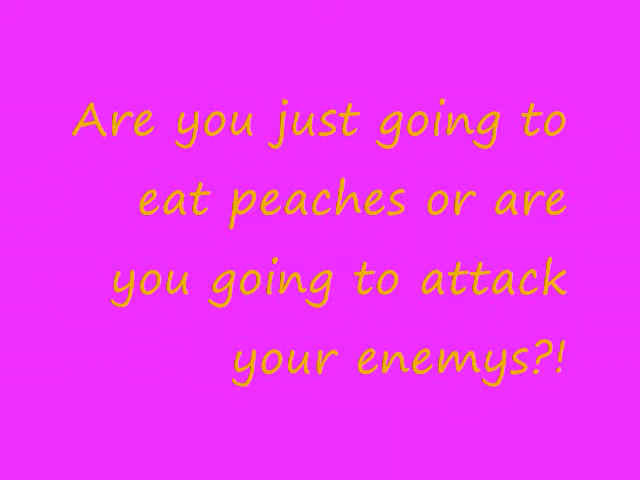 Are you just going to
eat peaches or are
you going to attack
your enemys?!